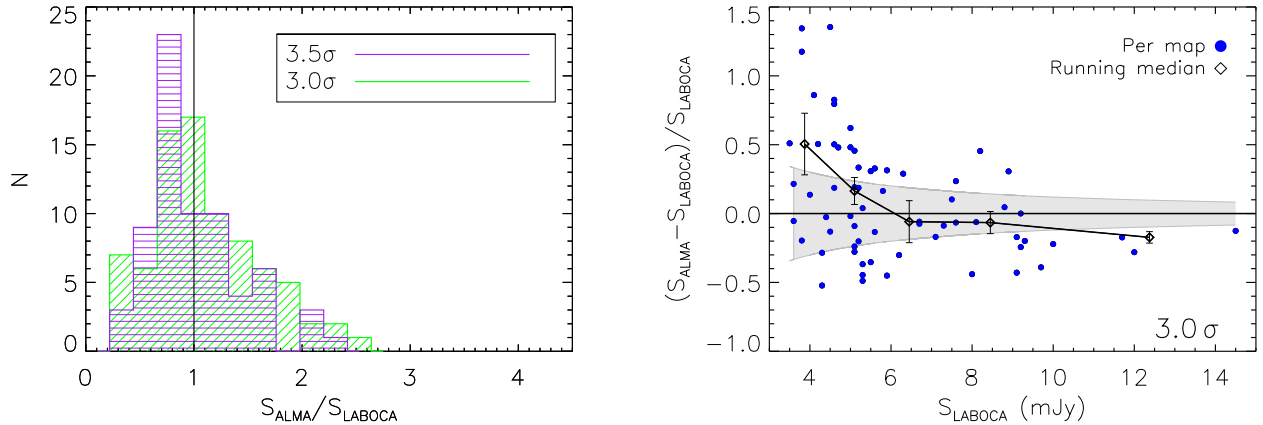 25
20
15
10
5
0
N
3.5σ
3.0σ
0 1 2 3 4
S_ALMA/S_LABOCA
1.5
1.0
0.5
0.0
−0.5
−1.0
(S_ALMA−S_LABOCA)/S_LABOCA
Per map
Running median
3.0 σ
4 6 8 10 12 14
S_LABOCA (mJy)